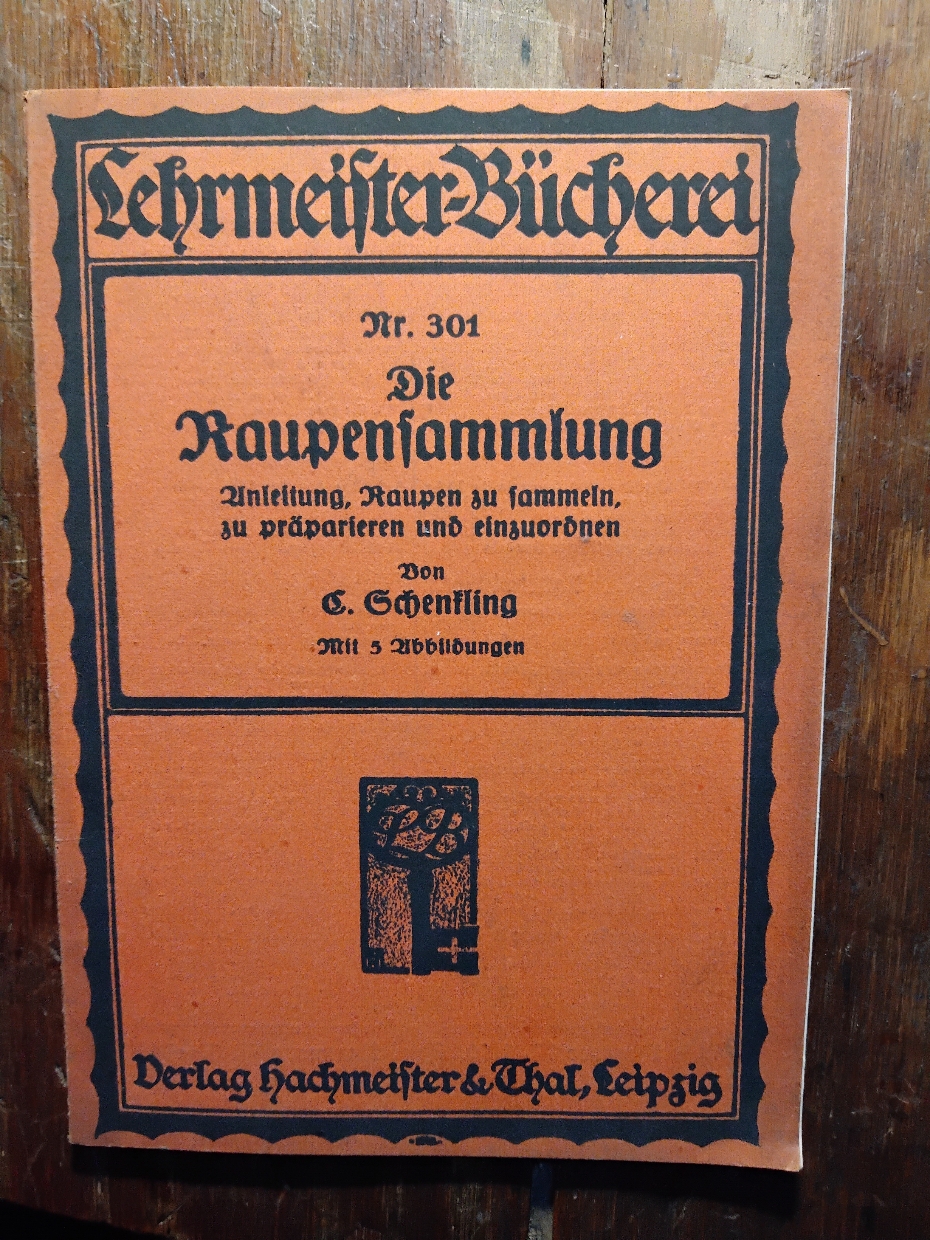 Lehrmeister-Bücherei
Nr. 301
Die
Raupensammlung
Anleitung, Raupen zu sammeln,
zu präparieren und einzuordnen
Von
C. Schenkling
Mit 5 Abbildungen
LB
Verlag Hachmeister & Thal, Leipzig